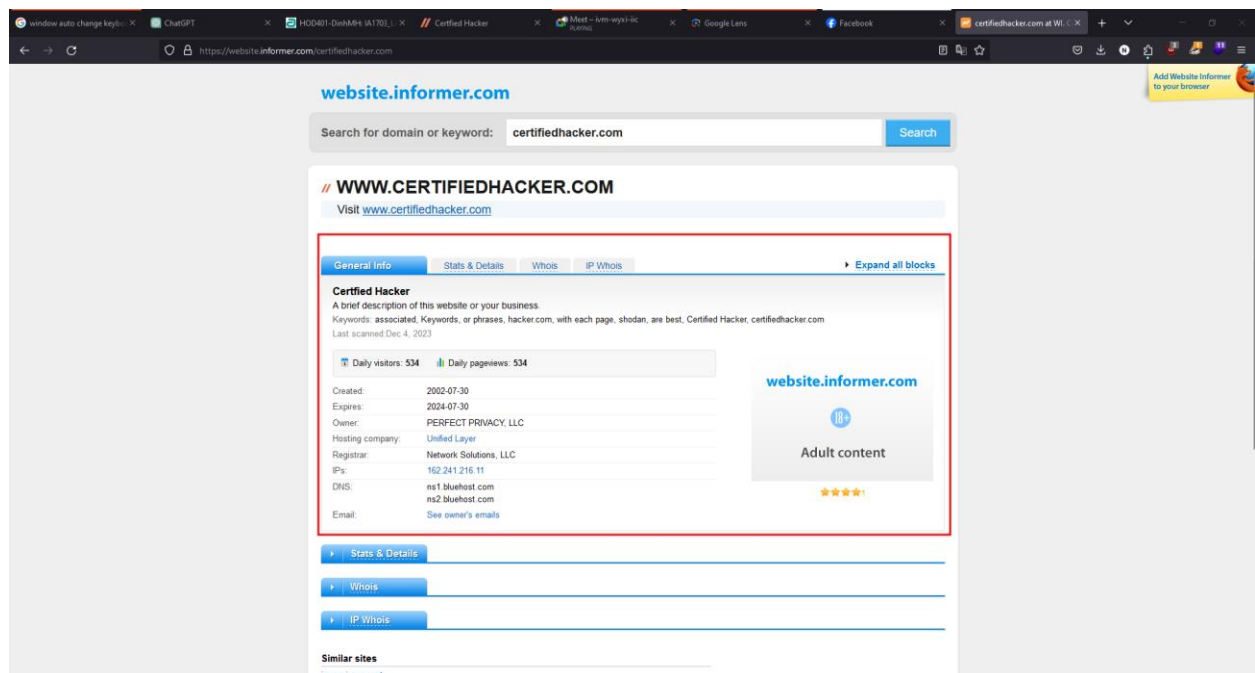 window auto change keybo
ChatGPT
HOD401-DinhMH: IA1703_Li
Certfied Hacker
Meet – ivm-wyxi-iic
PLAYING
Google Lens
Facebook
certifiedhacker.com at WI. C
https://website.informer.com/certifiedhacker.com
Add Website Informer
to your browser
website.informer.com
Search for domain or keyword:
certifiedhacker.com
Search
// WWW.CERTIFIEDHACKER.COM
Visit www.certifiedhacker.com
General Info
Stats & Details
Whois
IP Whois
Expand all blocks
Certfied Hacker
A brief description of this website or your business.
Keywords: associated, Keywords, or phrases, hacker.com, with each page, shodan, are best, Certified Hacker, certifiedhacker.com
Last scanned:Dec 4, 2023
Daily visitors: 534
Daily pageviews: 534
Created: 2002-07-30
Expires: 2024-07-30
Owner: PERFECT PRIVACY, LLC
Hosting company: Unified Layer
Registrar: Network Solutions, LLC
IPs: 162.241.216.11
DNS: ns1.bluehost.com
ns2.bluehost.com
Email: See owner's emails
website.informer.com
18+
Adult content
Stats & Details
Whois
IP Whois
Similar sites